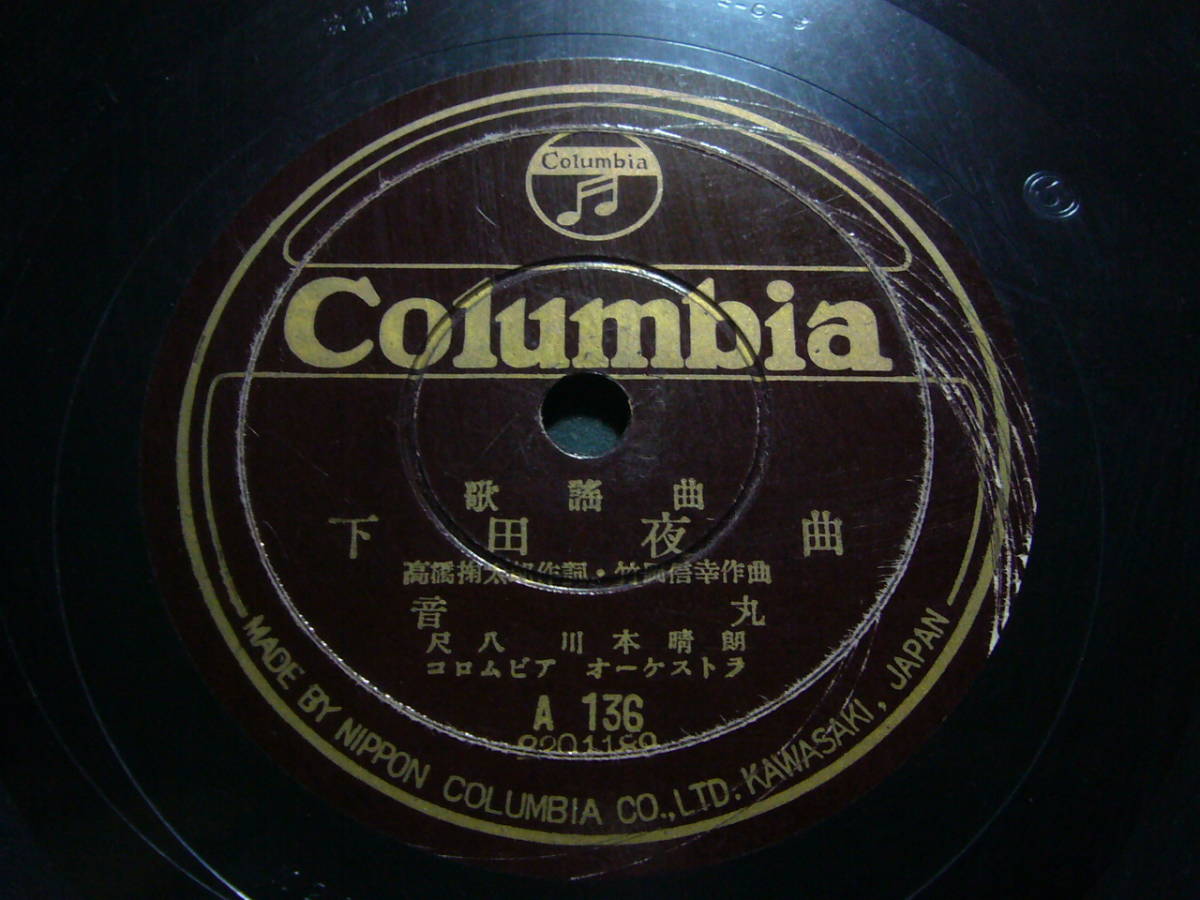 Columbia
Columbia
歌謠曲
下田夜曲
高橋掬太郎作詞・竹岡信幸作曲
音丸
尺八 川本晴朗
コロムビア オーケストラ
A 136
2201189
MADE BY NIPPON COLUMBIA CO., LTD. KAWASAKI, JAPAN